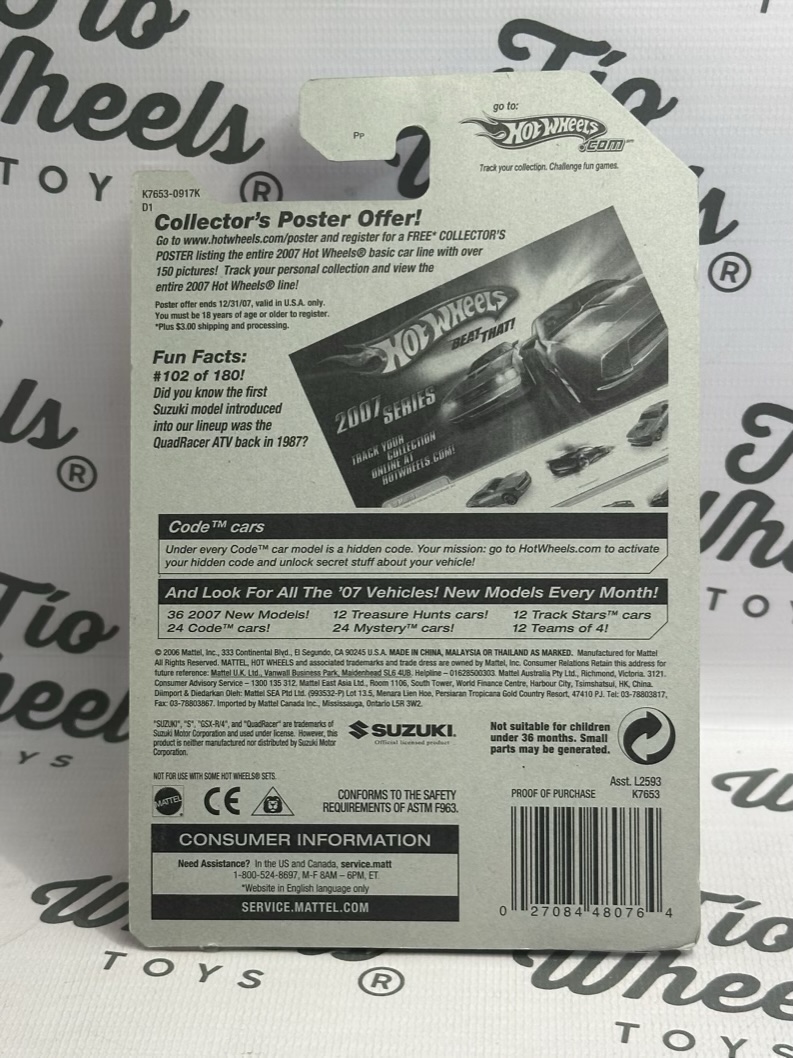 Tio
Wheels
TOYS
®
go to:
HOT WHEELS
.COM™
Track your collection. Challenge fun games.
PP
K7653-0917K
D1
Collector's Poster Offer!
Go to www.hotwheels.com/poster and register for a FREE* COLLECTOR'S
POSTER listing the entire 2007 Hot Wheels® basic car line with over
150 pictures! Track your personal collection and view the
entire 2007 Hot Wheels® line!
Poster offer ends 12/31/07, valid in U.S.A. only.
You must be 18 years of age or older to register.
*Plus $3.00 shipping and processing.
HOT WHEELS
BEAT THAT!
2007 SERIES
TRACK YOUR
COLLECTION
ONLINE AT
HOTWHEELS.COM!
Fun Facts:
#102 of 180!
Did you know the first
Suzuki model introduced
into our lineup was the
QuadRacer ATV back in 1987?
Code™ cars
Under every Code™ car model is a hidden code. Your mission: go to HotWheels.com to activate
your hidden code and unlock secret stuff about your vehicle!
And Look For All The '07 Vehicles! New Models Every Month!
36 2007 New Models! 12 Treasure Hunts cars! 12 Track Stars™ cars
24 Code™ cars! 24 Mystery™ cars! 12 Teams of 4!
© 2006 Mattel, Inc., 333 Continental Blvd., El Segundo, CA 90245 U.S.A. MADE IN CHINA, MALAYSIA OR THAILAND AS MARKED. Manufactured for Mattel
All Rights Reserved. MATTEL, HOT WHEELS and associated trademarks and trade dress are owned by Mattel, Inc. Consumer Relations Retain this address for
future reference: Mattel U.K. Ltd., Vanwall Business Park, Maidenhead SL6 4UB. Helpline – 01628500303. Mattel Australia Pty Ltd., Richmond, Victoria. 3121.
Consumer Advisory Service – 1300 135 312. Mattel East Asia Ltd., Room 1106, South Tower, World Finance Centre, Harbour City, Tsimshatsui, HK, China.
Diimport & Diedarkan Oleh: Mattel SEA Ptd Ltd. (993532-P) Lot 13.5, Menara Lien Hoe, Persiaran Tropicana Gold Country Resort, 47410 PJ. Tel: 03-78803817,
Fax: 03-78803867. Imported by Mattel Canada Inc., Mississauga, Ontario L5R 3W2.
"SUZUKI", "S", "GSX-R/4", and "QuadRacer" are trademarks of
Suzuki Motor Corporation and used under license. However, this
product is neither manufactured nor distributed by Suzuki Motor
Corporation.
SUZUKI.
Official licensed product
Not suitable for children
under 36 months. Small
parts may be generated.
NOT FOR USE WITH SOME HOT WHEELS® SETS.
MATTEL
CE
CONFORMS TO THE SAFETY
REQUIREMENTS OF ASTM F963.
Asst. L2593
PROOF OF PURCHASE K7653
CONSUMER INFORMATION
Need Assistance? In the US and Canada, service.matt
1-800-524-8697, M-F 8AM – 6PM, ET.
*Website in English language only
SERVICE.MATTEL.COM
0 27084 48076 4